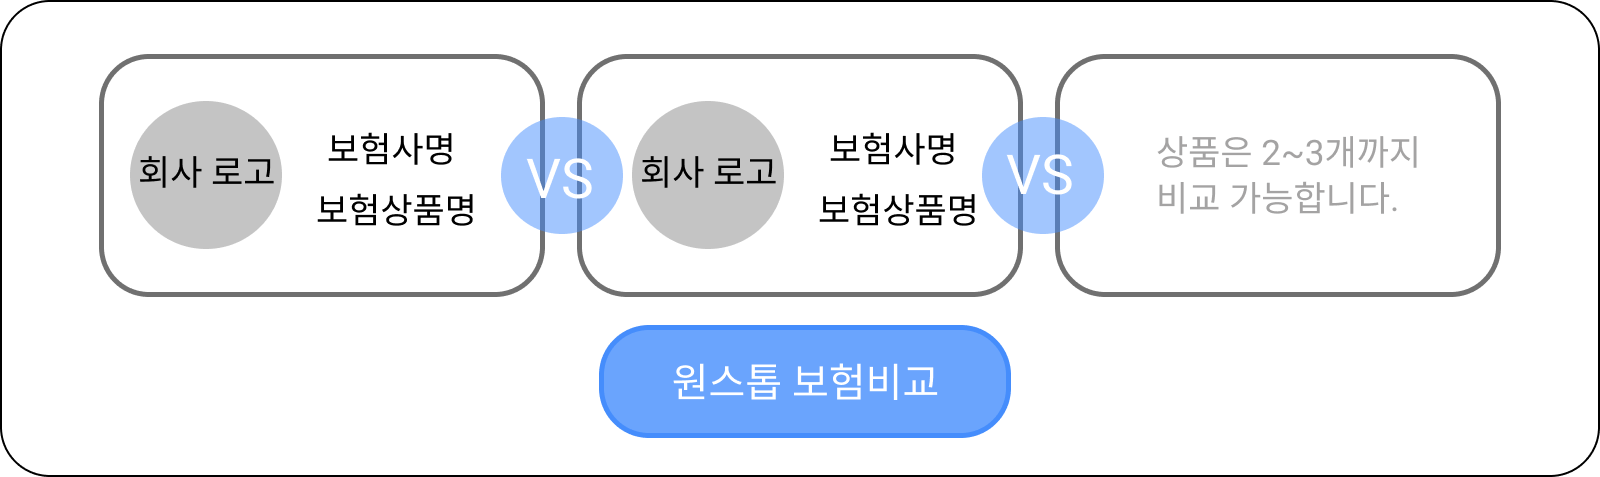 회사 로고
보험사명
보험상품명
VS
회사 로고
보험사명
보험상품명
VS
상품은 2~3개까지
비교 가능합니다.
원스톱 보험비교